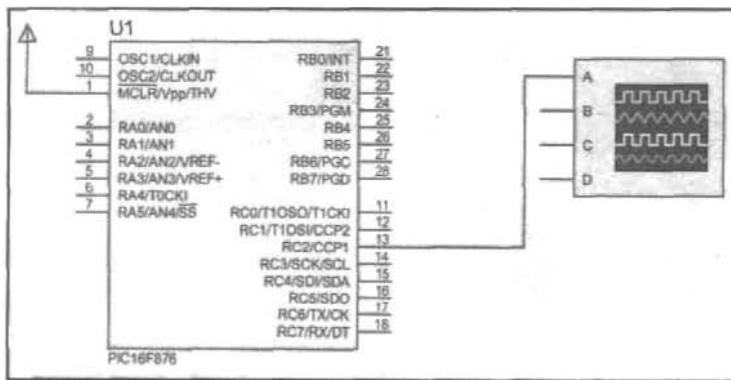 U1
9 OSC1/CLKIN
10 OSC2/CLKOUT
1 MCLR/Vpp/THV
2 RA0/AN0
3 RA1/AN1
4 RA2/AN2/VREF-
5 RA3/AN3/VREF+
6 RA4/T0CKI
7 RA5/AN4/SS
RB0/INT 21
RB1 22
RB2 23
RB3/PGM 24
RB4 25
RB5 26
RB6/PGC 27
RB7/PGD 28
RC0/T1OSO/T1CKI 11
RC1/T1OSI/CCP2 12
RC2/CCP1 13
RC3/SCK/SCL 14
RC4/SDI/SDA 15
RC5/SDO 16
RC6/TX/CK 17
RC7/RX/DT 18
PIC16F876
A
B
C
D